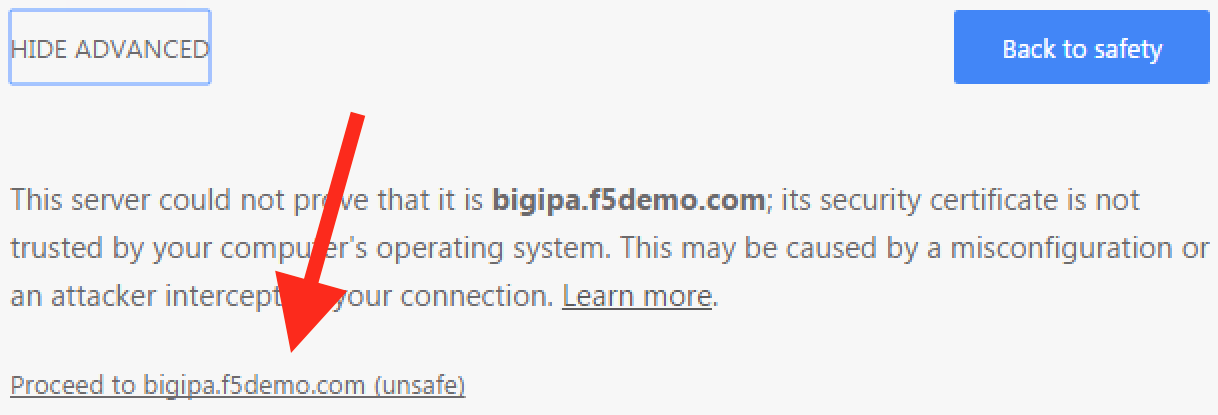 HIDE ADVANCED
Back to safety
This server could not prove that it is bigipa.f5demo.com; its security certificate is not
trusted by your computer's operating system. This may be caused by a misconfiguration or
an attacker intercepting your connection. Learn more.
Proceed to bigipa.f5demo.com (unsafe)